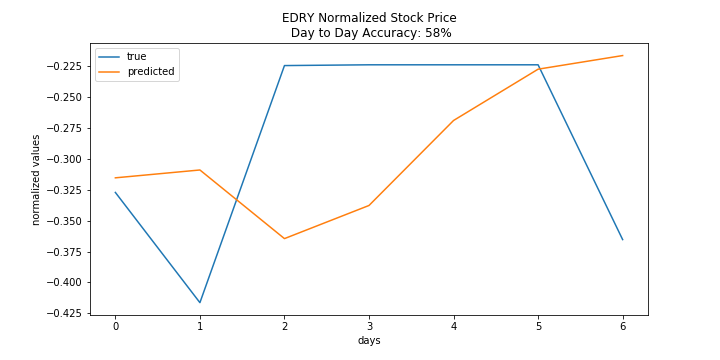 EDRY Normalized Stock Price
Day to Day Accuracy: 58%
true
predicted
normalized values
−0.225
−0.250
−0.275
−0.300
−0.325
−0.350
−0.375
−0.400
−0.425
0 1 2 3 4 5 6
days